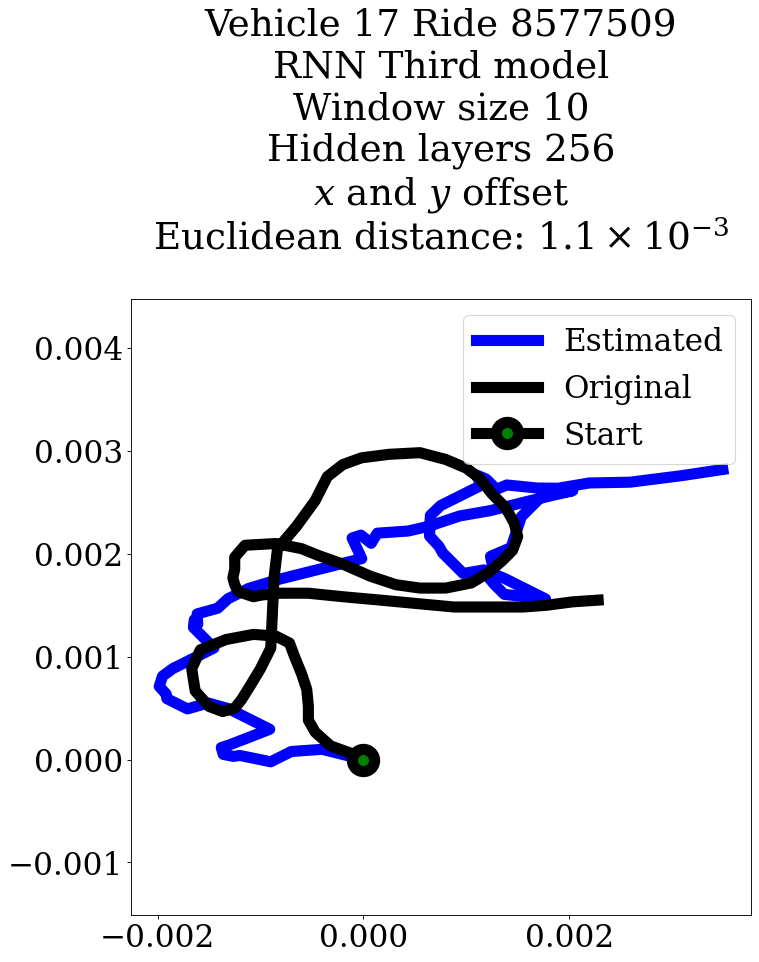 Vehicle 17 Ride 8577509
RNN Third model
Window size 10
Hidden layers 256
x and y offset
Euclidean distance: 1.1 × 10⁻³
Estimated
Original
Start
0.004
0.003
0.002
0.001
0.000
−0.001
−0.002 0.000 0.002